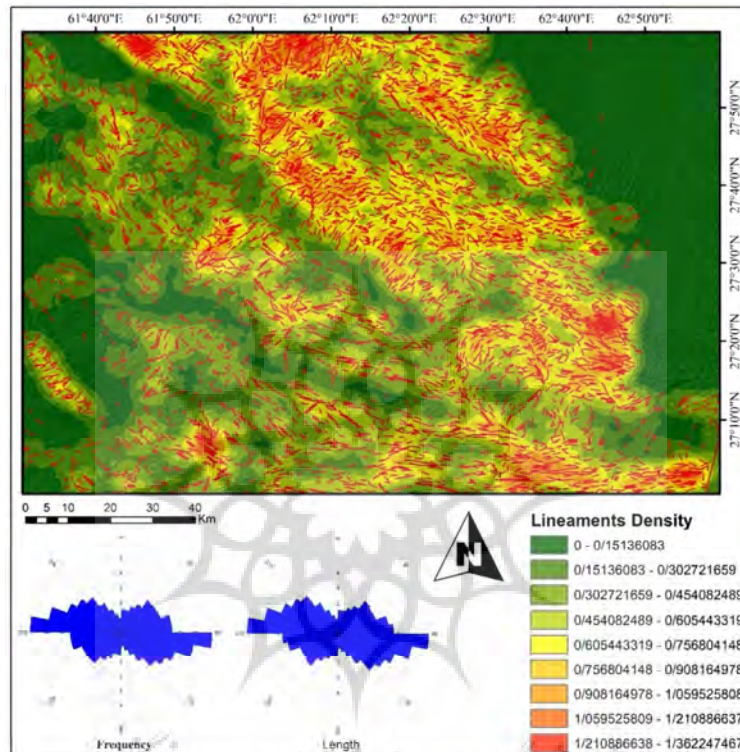 61°40'0"E 61°50'0"E 62°0'0"E 62°10'0"E 62°20'0"E 62°30'0"E 62°40'0"E 62°50'0"E
27°50'0"N
27°40'0"N
27°30'0"N
27°20'0"N
27°10'0"N
0 5 10 20 30 40
Km
N
Lineaments Density
0 - 0/15136083
0/15136083 - 0/302721659
0/302721659 - 0/454082489
0/454082489 - 0/605443319
0/605443319 - 0/756804148
0/756804148 - 0/908164978
0/908164978 - 1/059525808
1/059525809 - 1/210886637
1/210886638 - 1/362247467
Frequency
Length